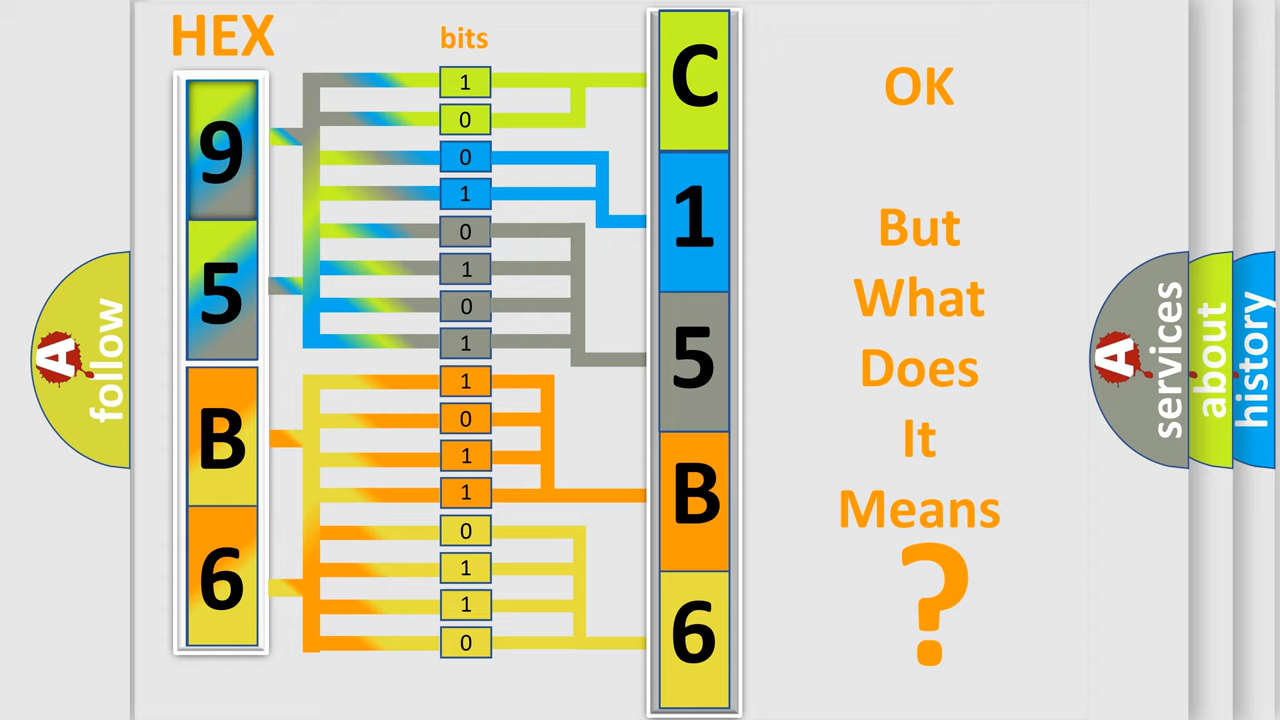 HEX
bits
9
5
B
6
1
0
0
1
0
1
0
1
1
0
1
1
0
1
1
0
C
1
5
B
6
OK
But
What
Does
It
Means
?
A
follow
A
services
about
history